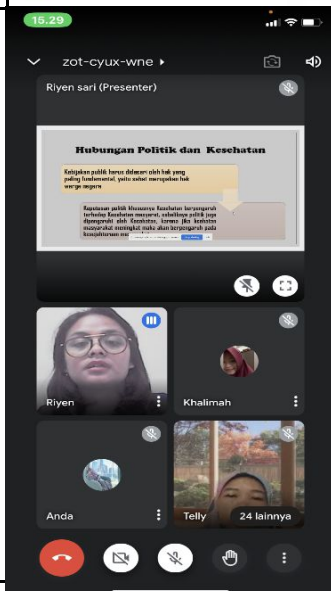 15.29
zot-cyux-wne
Riyen sari (Presenter)
Hubungan Politik dan Kesehatan
Kebijakan publik harus didasari oleh hak yang
paling fundamental, yaitu sehat merupakan hak
warga negara
Keputusan politik khususnya Kesehatan berpengaruh
terhadap Kesehatan masyarat, sebaliknya politik juga
dipengaruhi oleh Kesehatan, karena jika kesehatan
masyarakat meningkat maka akan berpengaruh pada
kesejahteraan
Riyen
Khalimah
Anda
Telly
24 lainnya